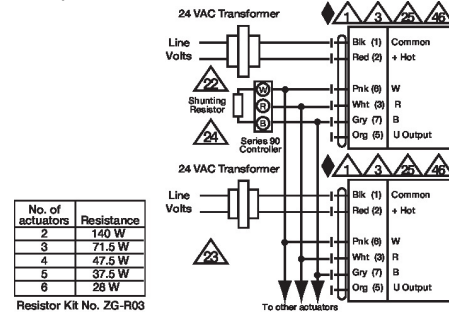 24 VAC Transformer
1 3 25 46
Line
Volts
Blk (1) Common
Red (2) + Hot
22
Pnk (6) W
Shunting
Resistor
W
R
B
Wht (3) R
Gry (7) B
Org (5) U Output
24
Series 90
Controller
24 VAC Transformer
1 3 25 46
Line
Volts
Blk (1) Common
Red (2) + Hot
23
Pnk (6) W
Wht (3) R
Gry (7) B
Org (5) U Output
To other actuators
No. of
actuators Resistance
2 140 W
3 71.5 W
4 47.5 W
5 37.5 W
6 28 W
Resistor Kit No. ZG-R03